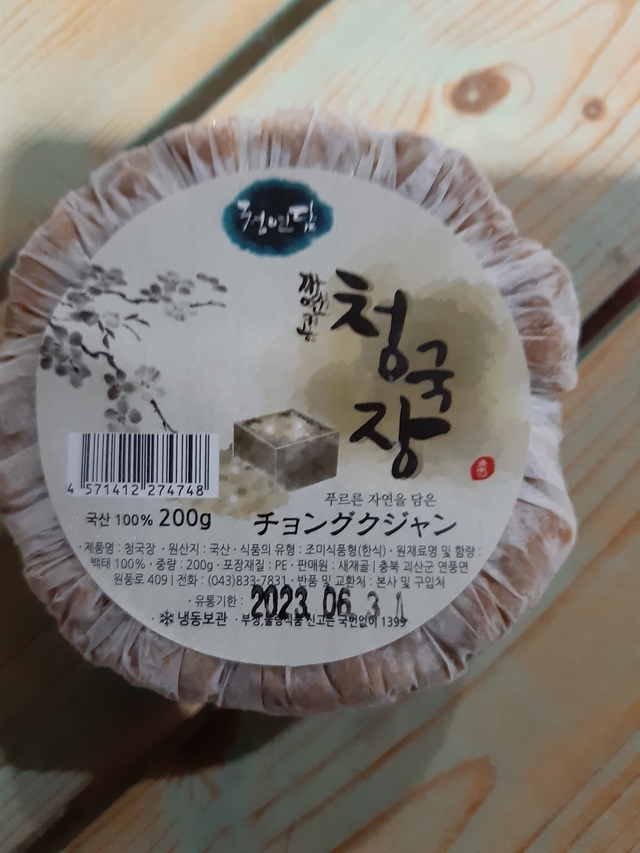 청연담
청국장
4 571412 274748
푸르른 자연을 담은
국산 100% 200g
チョングクジャン
·제품명 : 청국장 ·원산지 : 국산 ·식품의 유형 : 조미식품형(한식) ·원재료명 및 함량 :
백태 100% ·중량 : 200g ·포장재질 : PE ·판매원 : 새재골 | 충북 괴산군 연풍면
원풍로 409 | 전화 : (043)833-7831 ·반품 및 교환처 : 본사 및 구입처
·유통기한 : 2023.06.3
냉동보관 ·부정,불량식품 신고는 국번없이 1399